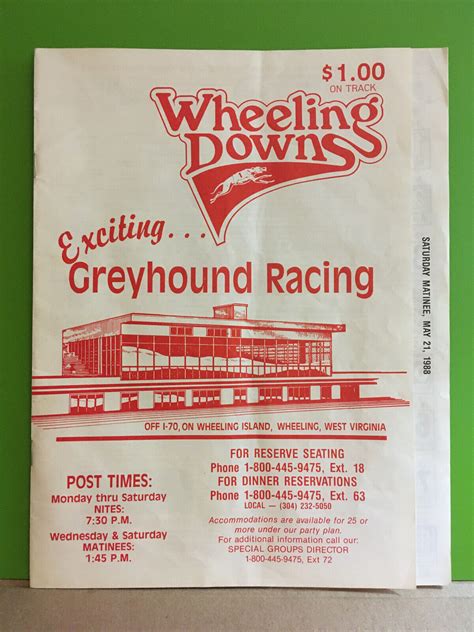 $1.00
ON TRACK
Wheeling
Downs
Exciting...
Greyhound Racing
SATURDAY MATINEE, MAY 21, 1988
OFF I-70, ON WHEELING ISLAND, WHEELING, WEST VIRGINIA
POST TIMES:
Monday thru Saturday
NITES:
7:30 P.M.
Wednesday & Saturday
MATINEES:
1:45 P.M.
FOR RESERVE SEATING
Phone 1-800-445-9475, Ext. 18
FOR DINNER RESERVATIONS
Phone 1-800-445-9475, Ext. 63
LOCAL — (304) 232-5050
Accommodations are available for 25 or
more under our party plan.
For additional information call our:
SPECIAL GROUPS DIRECTOR
1-800-445-9475, Ext 72